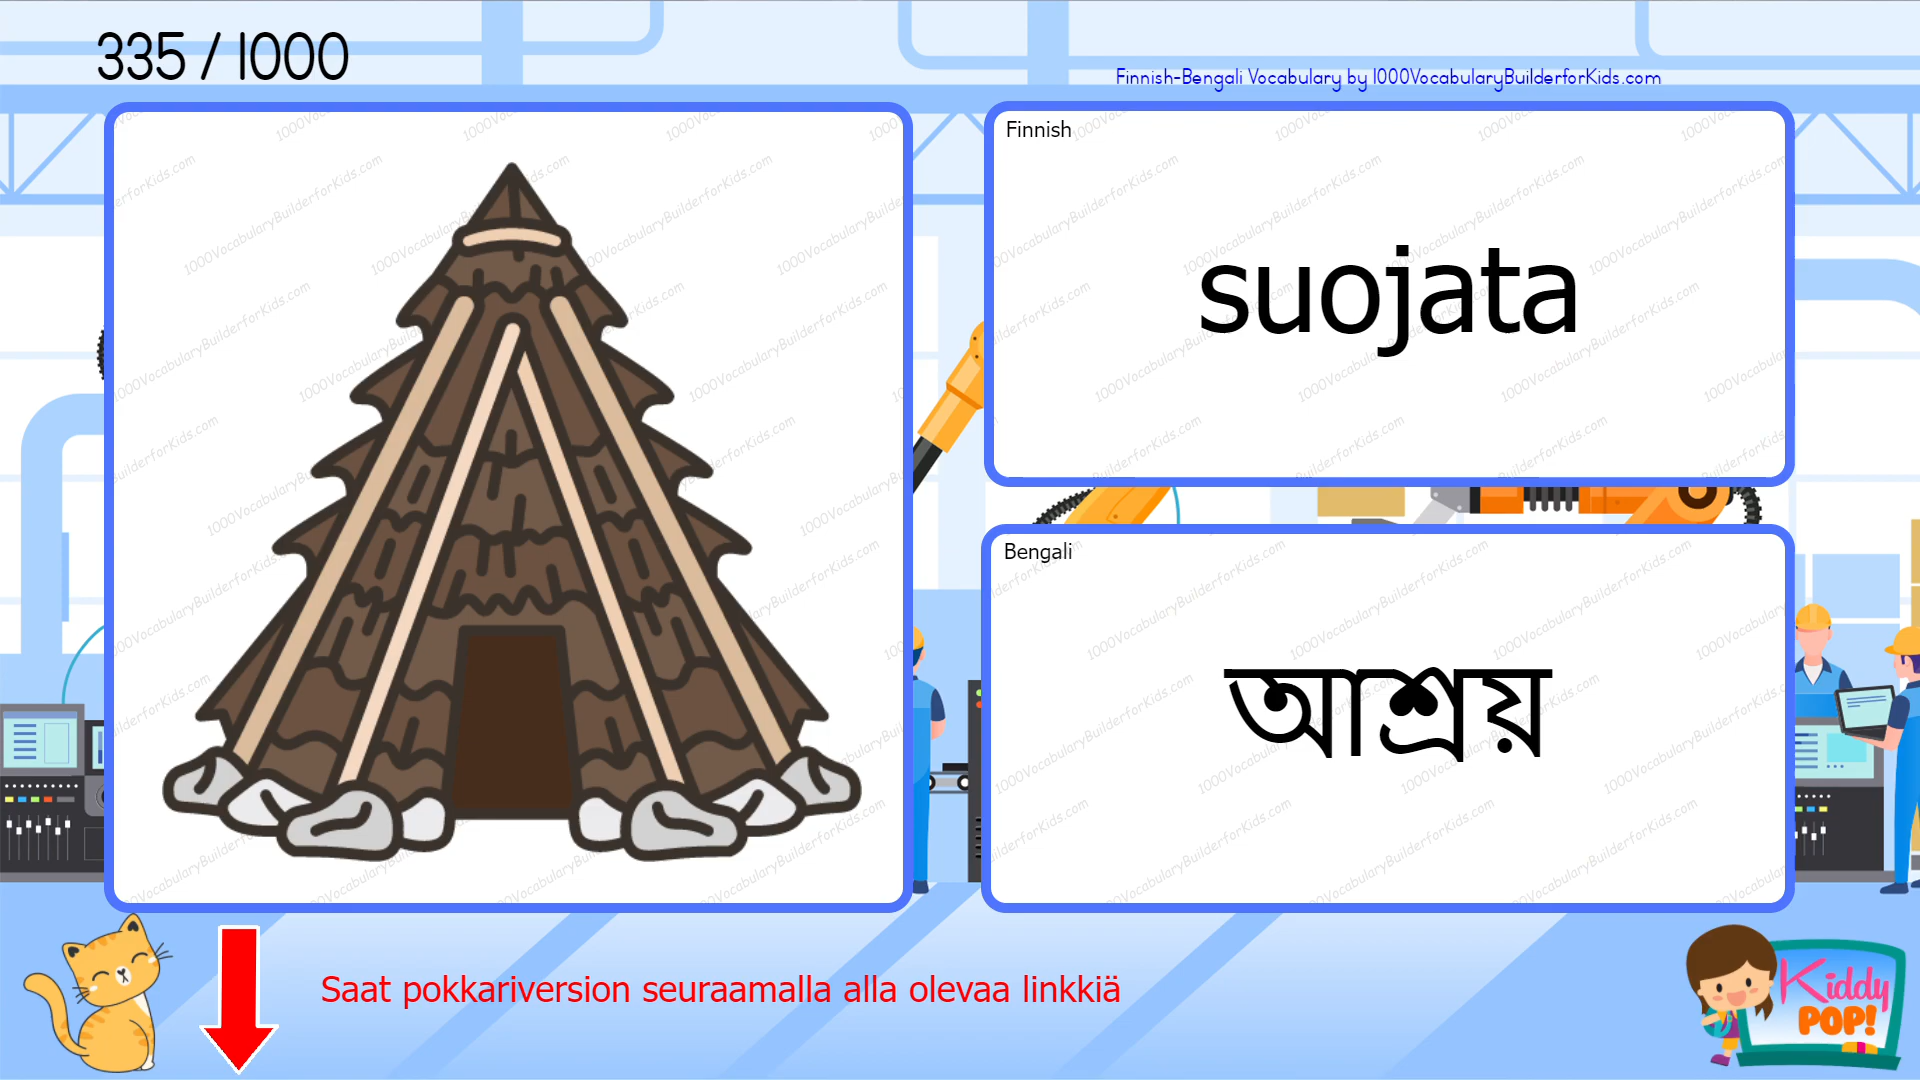 335 / 1000
Finnish-Bengali Vocabulary by 1000VocabularyBuilderforKids.com
Finnish
suojata
Bengali
আশ্রয়
Saat pokkariversion seuraamalla alla olevaa linkkiä
Kiddy
POP!